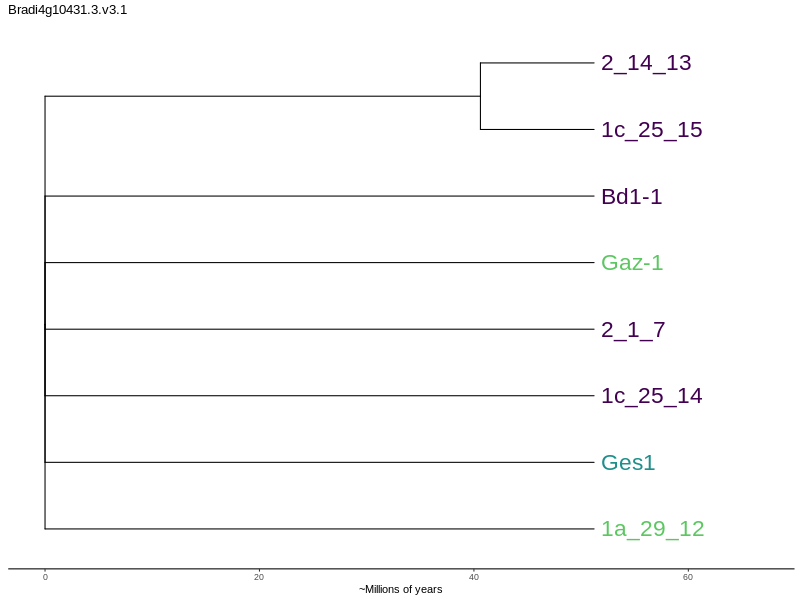 Bradi4g10431.3.v3.1
2_14_13
1c_25_15
Bd1-1
Gaz-1
2_1_7
1c_25_14
Ges1
1a_29_12
0 20 40 60
~Millions of years